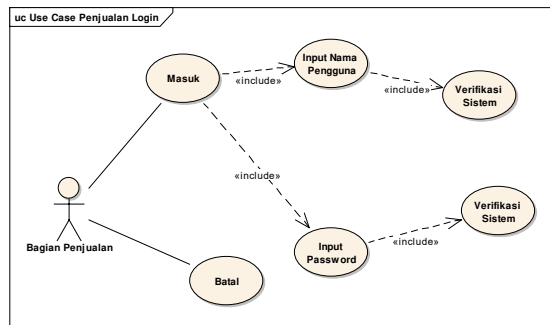 uc Use Case Penjualan Login
Masuk
«include»
Input Nama
Pengguna
«include»
Verifikasi
Sistem
«include»
Bagian Penjualan
Input
Password
«include»
Verifikasi
Sistem
Batal